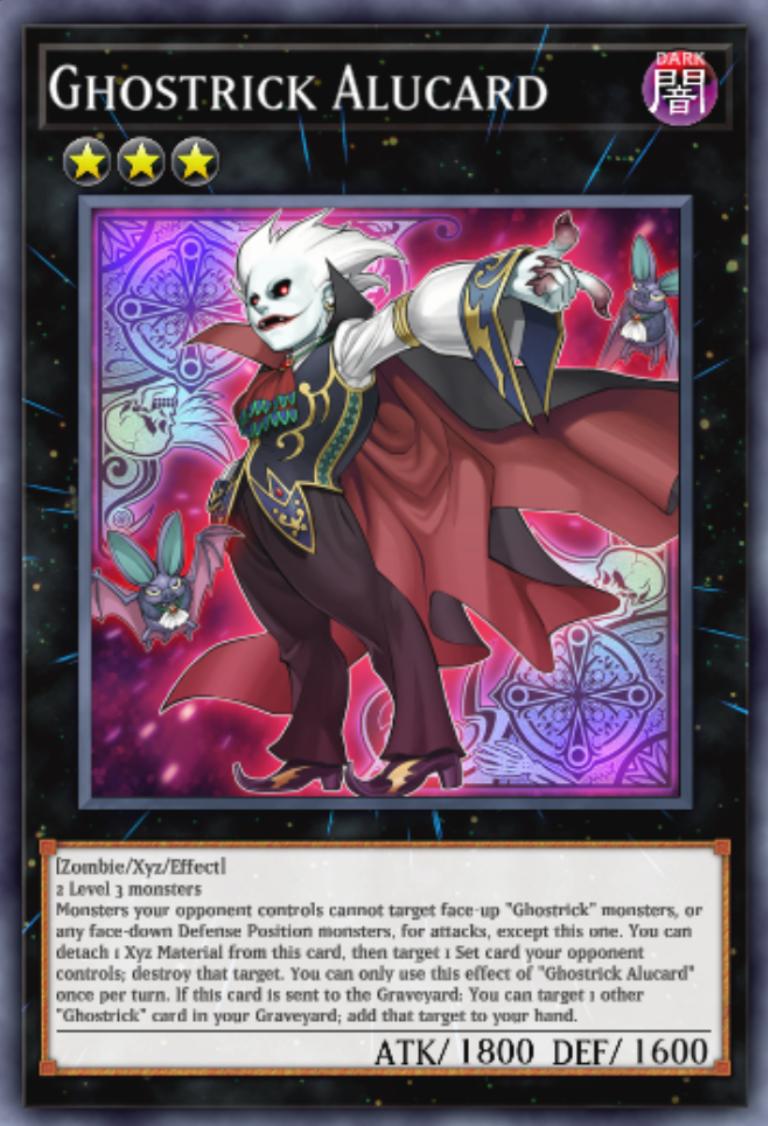 Ghostrick Alucard
DARK
闇
[Zombie/Xyz/Effect]
2 Level 3 monsters
Monsters your opponent controls cannot target face-up "Ghostrick" monsters, or
any face-down Defense Position monsters, for attacks, except this one. You can
detach 1 Xyz Material from this card, then target 1 Set card your opponent
controls; destroy that target. You can only use this effect of "Ghostrick Alucard"
once per turn. If this card is sent to the Graveyard: You can target 1 other
"Ghostrick" card in your Graveyard; add that target to your hand.
ATK/ 1800 DEF/ 1600